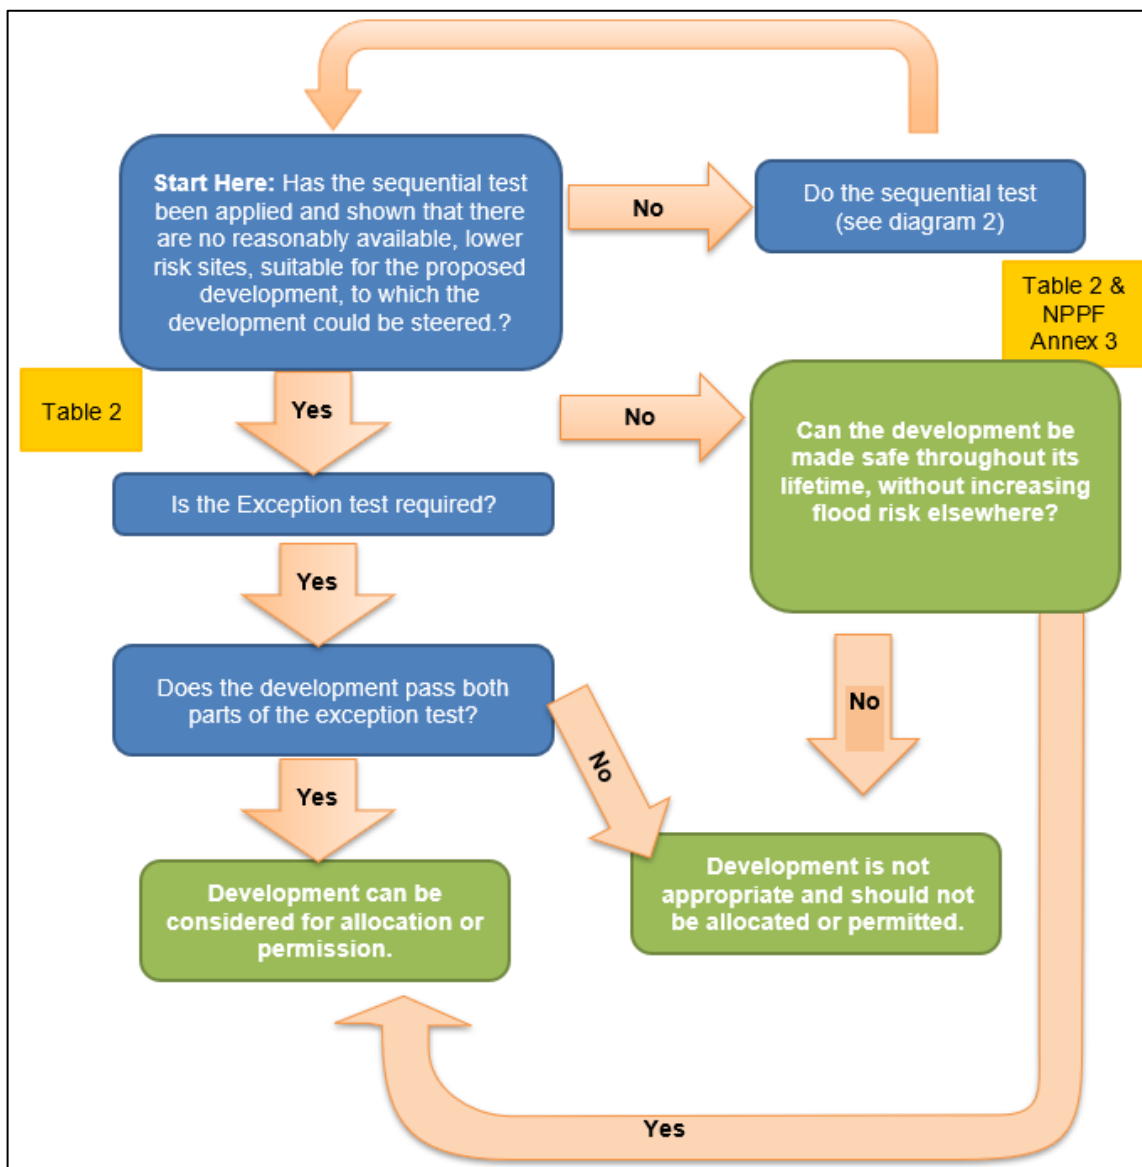 Start Here: Has the sequential test
been applied and shown that there
are no reasonably available, lower
risk sites, suitable for the proposed
development, to which the
development could be steered.?
No
Do the sequential test
(see diagram 2)
Table 2 &
NPPF
Annex 3
Table 2
Yes
No
Can the development be
made safe throughout its
lifetime, without increasing
flood risk elsewhere?
Is the Exception test required?
Yes
Does the development pass both
parts of the exception test?
No
No
Yes
Development can be
considered for allocation or
permission.
Development is not
appropriate and should not
be allocated or permitted.
Yes